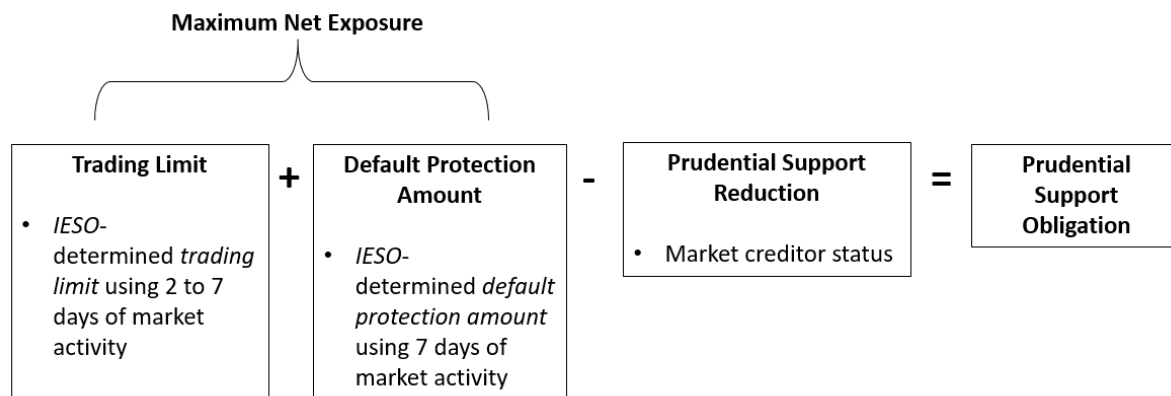 Maximum Net Exposure
Trading Limit
• IESO-
determined trading
limit using 2 to 7
days of market
activity
+
Default Protection
Amount
• IESO-
determined default
protection amount
using 7 days of
market activity
-
Prudential Support
Reduction
• Market creditor status
=
Prudential
Support
Obligation